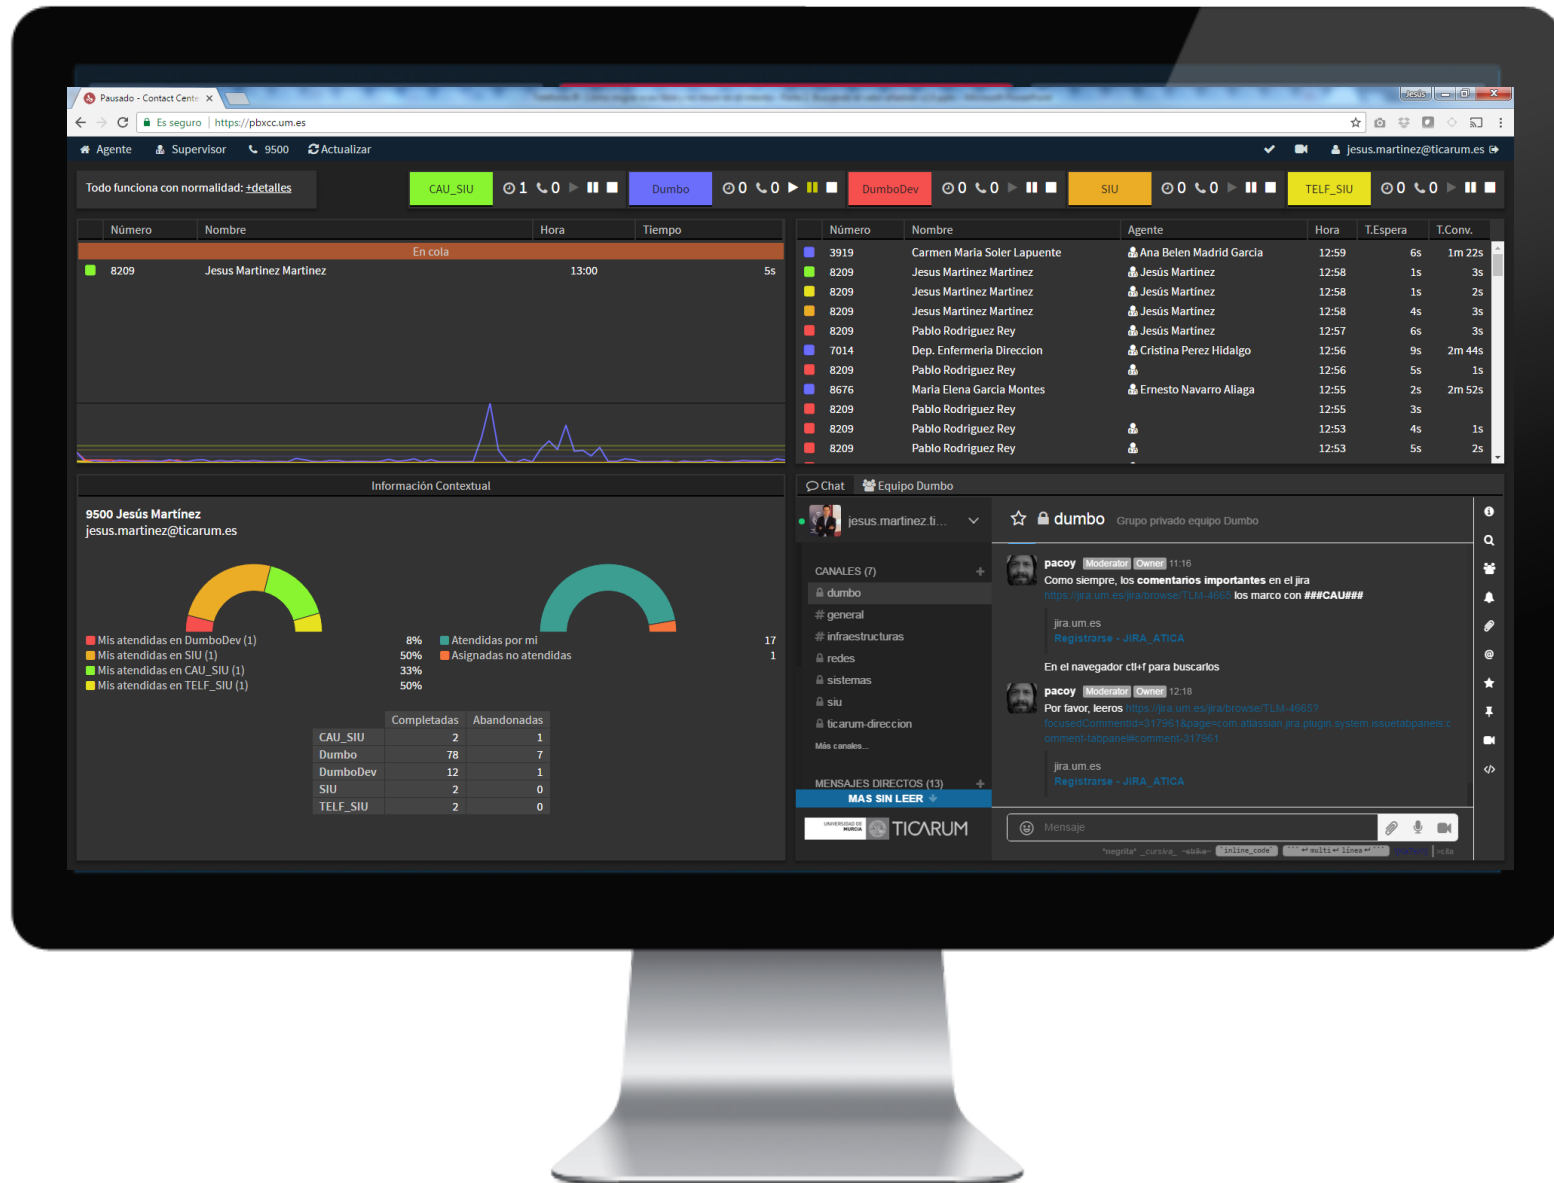 Pausado - Contact Cente
Jesús
Es seguro | https://pbxcc.um.es
Agente Supervisor 9500 Actualizar jesus.martinez@ticarum.es
Todo funciona con normalidad: +detalles
CAU_SIU 1 0 Dumbo 0 0 DumboDev 0 0 SIU 0 0 TELF_SIU 0 0
Número Nombre Hora Tiempo
En cola
8209 Jesus Martinez Martinez 13:00 5s
Número Nombre Agente Hora T.Espera T.Conv.
3919 Carmen Maria Soler Lapuente Ana Belen Madrid Garcia 12:59 6s 1m 22s
8209 Jesus Martinez Martinez Jesús Martínez 12:58 1s 3s
8209 Jesus Martinez Martinez Jesús Martínez 12:58 1s 2s
8209 Jesus Martinez Martinez Jesús Martínez 12:58 4s 3s
8209 Pablo Rodriguez Rey Jesús Martínez 12:57 6s 3s
7014 Dep. Enfermeria Direccion Cristina Perez Hidalgo 12:56 9s 2m 44s
8209 Pablo Rodriguez Rey 12:56 5s 1s
8676 Maria Elena Garcia Montes Ernesto Navarro Aliaga 12:55 2s 2m 52s
8209 Pablo Rodriguez Rey 12:55 3s
8209 Pablo Rodriguez Rey 12:53 4s 1s
8209 Pablo Rodriguez Rey 12:53 5s 2s
Información Contextual
9500 Jesús Martínez
jesus.martinez@ticarum.es
Mis atendidas en DumboDev (1) 8%
Mis atendidas en SIU (1) 50%
Mis atendidas en CAU_SIU (1) 33%
Mis atendidas en TELF_SIU (1) 50%
Atendidas por mi 17
Asignadas no atendidas 1
Completadas Abandonadas
CAU_SIU 2 1
Dumbo 78 7
DumboDev 12 1
SIU 2 0
TELF_SIU 2 0
Chat Equipo Dumbo
jesus.martinez.ti...
CANALES (7) +
dumbo
# general
# infraestructuras
redes
sistemas
siu
ticarum-direccion
Más canales...
MENSAJES DIRECTOS (13) +
MAS SIN LEER
UNIVERSIDAD DE
MURCIA
TICARUM
dumbo Grupo privado equipo Dumbo
pacoy Moderator Owner 11:16
Como siempre, los comentarios importantes en el jira
https://jira.um.es/jira/browse/TLM-4665 los marco con ###CAU###
jira.um.es
Registrarse - JIRA_ATICA
En el navegador ctl+f para buscarlos
pacoy Moderator Owner 12:18
Por favor, leeros https://jira.um.es/jira/browse/TLM-4665?
focusedCommentId=317961&page=com.atlassian.jira.plugin.system.issuetabpanels:c
omment-tabpanel#comment-317961
jira.um.es
Registrarse - JIRA_ATICA
Mensaje
*negrita* _cursiva_ ~strike~ `inline_code` ```↵multi↵línea↵``` >cita